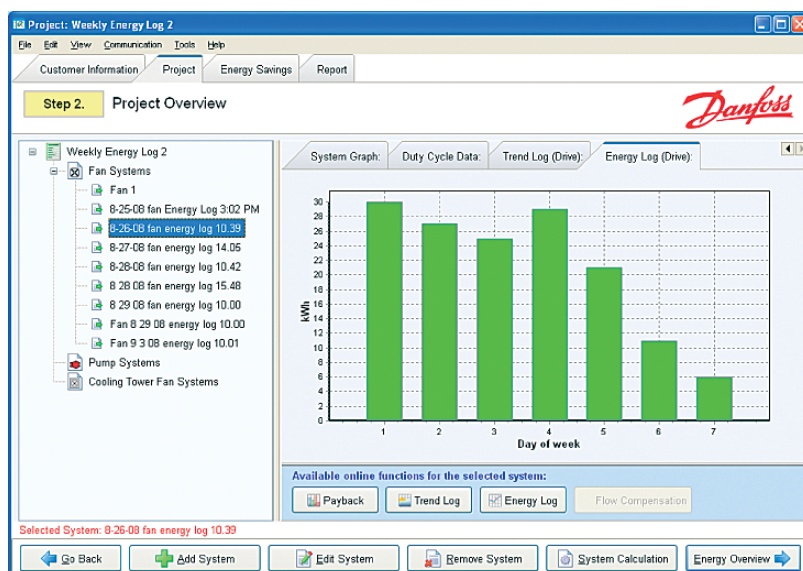 Project: Weekly Energy Log 2
File Edit View Communication Tools Help
Customer Information Project Energy Savings Report
Step 2. Project Overview
Danfoss
Weekly Energy Log 2
Fan Systems
Fan 1
8-25-08 fan Energy Log 3:02 PM
8-26-08 fan energy log 10.39
8-27-08 fan energy log 14.05
8-28-08 fan energy log 10.42
8 28 08 fan energy log 15.48
8 29 08 fan energy log 10.00
Fan 8 29 08 energy log 10.00
Fan 9 3 08 energy log 10.01
Pump Systems
Cooling Tower Fan Systems
System Graph: Duty Cycle Data: Trend Log (Drive): Energy Log (Drive):
30
28
26
24
22
20
18
16
14
12
10
8
6
4
2
0
kWh
1 2 3 4 5 6 7
Day of week
Available online functions for the selected system:
Payback Trend Log Energy Log Flow Compensation
Selected System: 8-26-08 fan energy log 10.39
Go Back Add System Edit System Remove System System Calculation Energy Overview